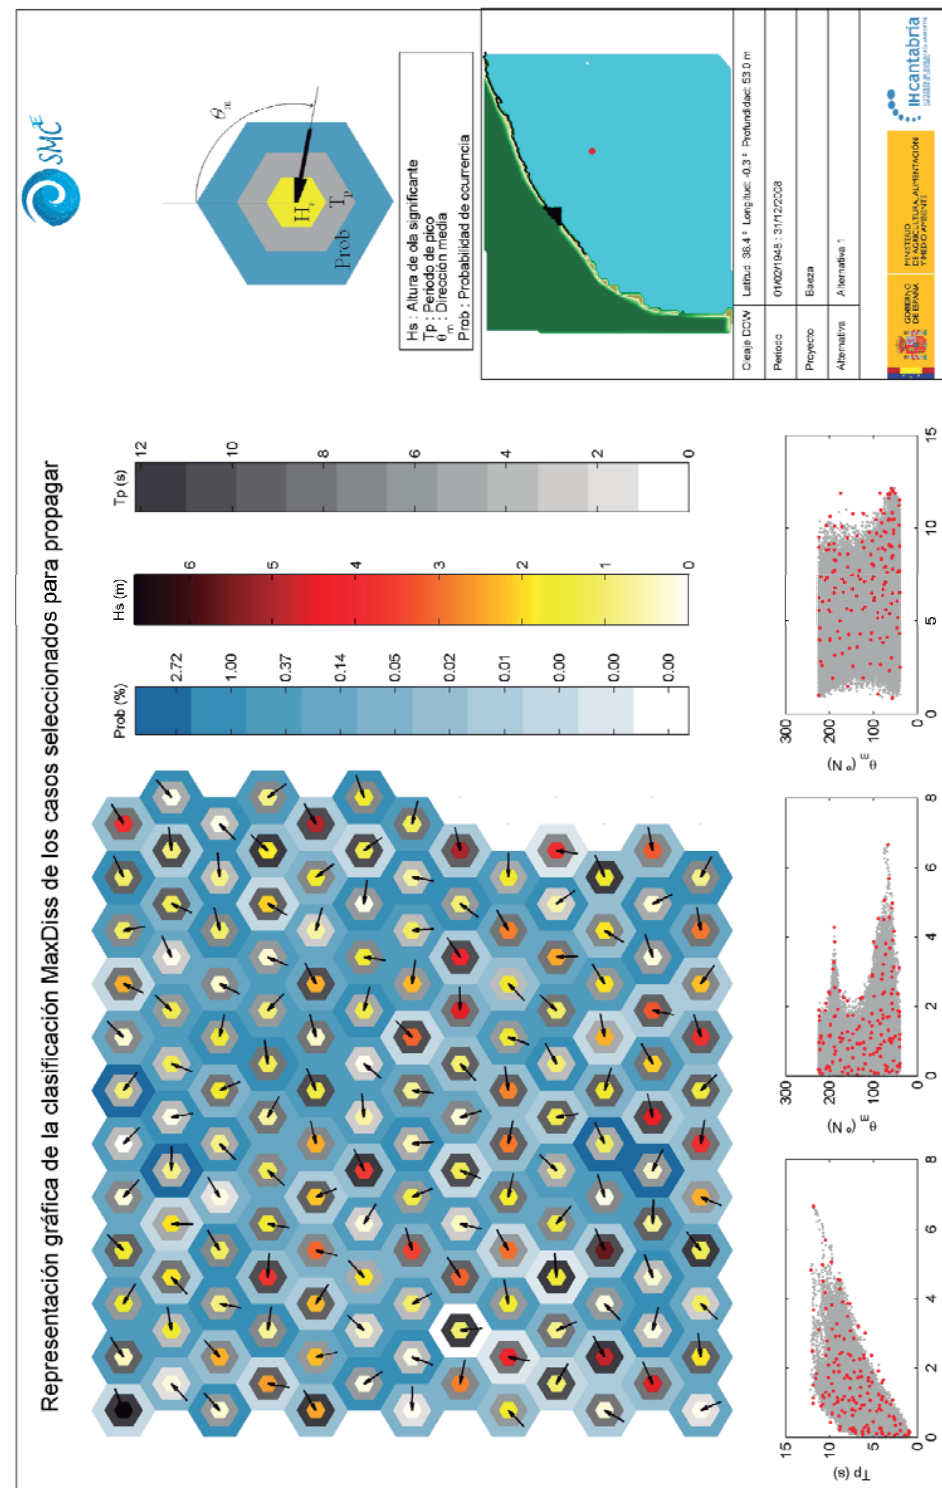 Representación gráfica de la clasificación MaxDiss de los casos seleccionados para propagar
SMC
Æ
θm
Hs
Tp
Prob
Hs : Altura de ola significante
Tp : Periodo de pico
θm : Dirección media
Prob : Probabilidad de ocurrencia
Prob (%)
2.72
1.00
0.37
0.14
0.05
0.02
0.01
0.00
0.00
0.00
Hs (m)
6
5
4
3
2
1
0
Tp (s)
12
10
8
6
4
2
0
Oleaje DOW Latitud: 38.4 º Longitud: -0.3 º Profundidad: 53.0 m
Periodo 01/02/1948 : 31/12/2008
Proyecto Baeza
Alternativa Alternativa 1
GOBIERNO
DE ESPAÑA
MINISTERIO
DE AGRICULTURA, ALIMENTACIÓN
Y MEDIO AMBIENTE
IHcantabria
Tp (s)
15
10
5
0
0 2 4 6 8
θm (º N)
300
200
100
0
0 2 4 6 8
θm (º N)
300
200
100
0
0 5 10 15